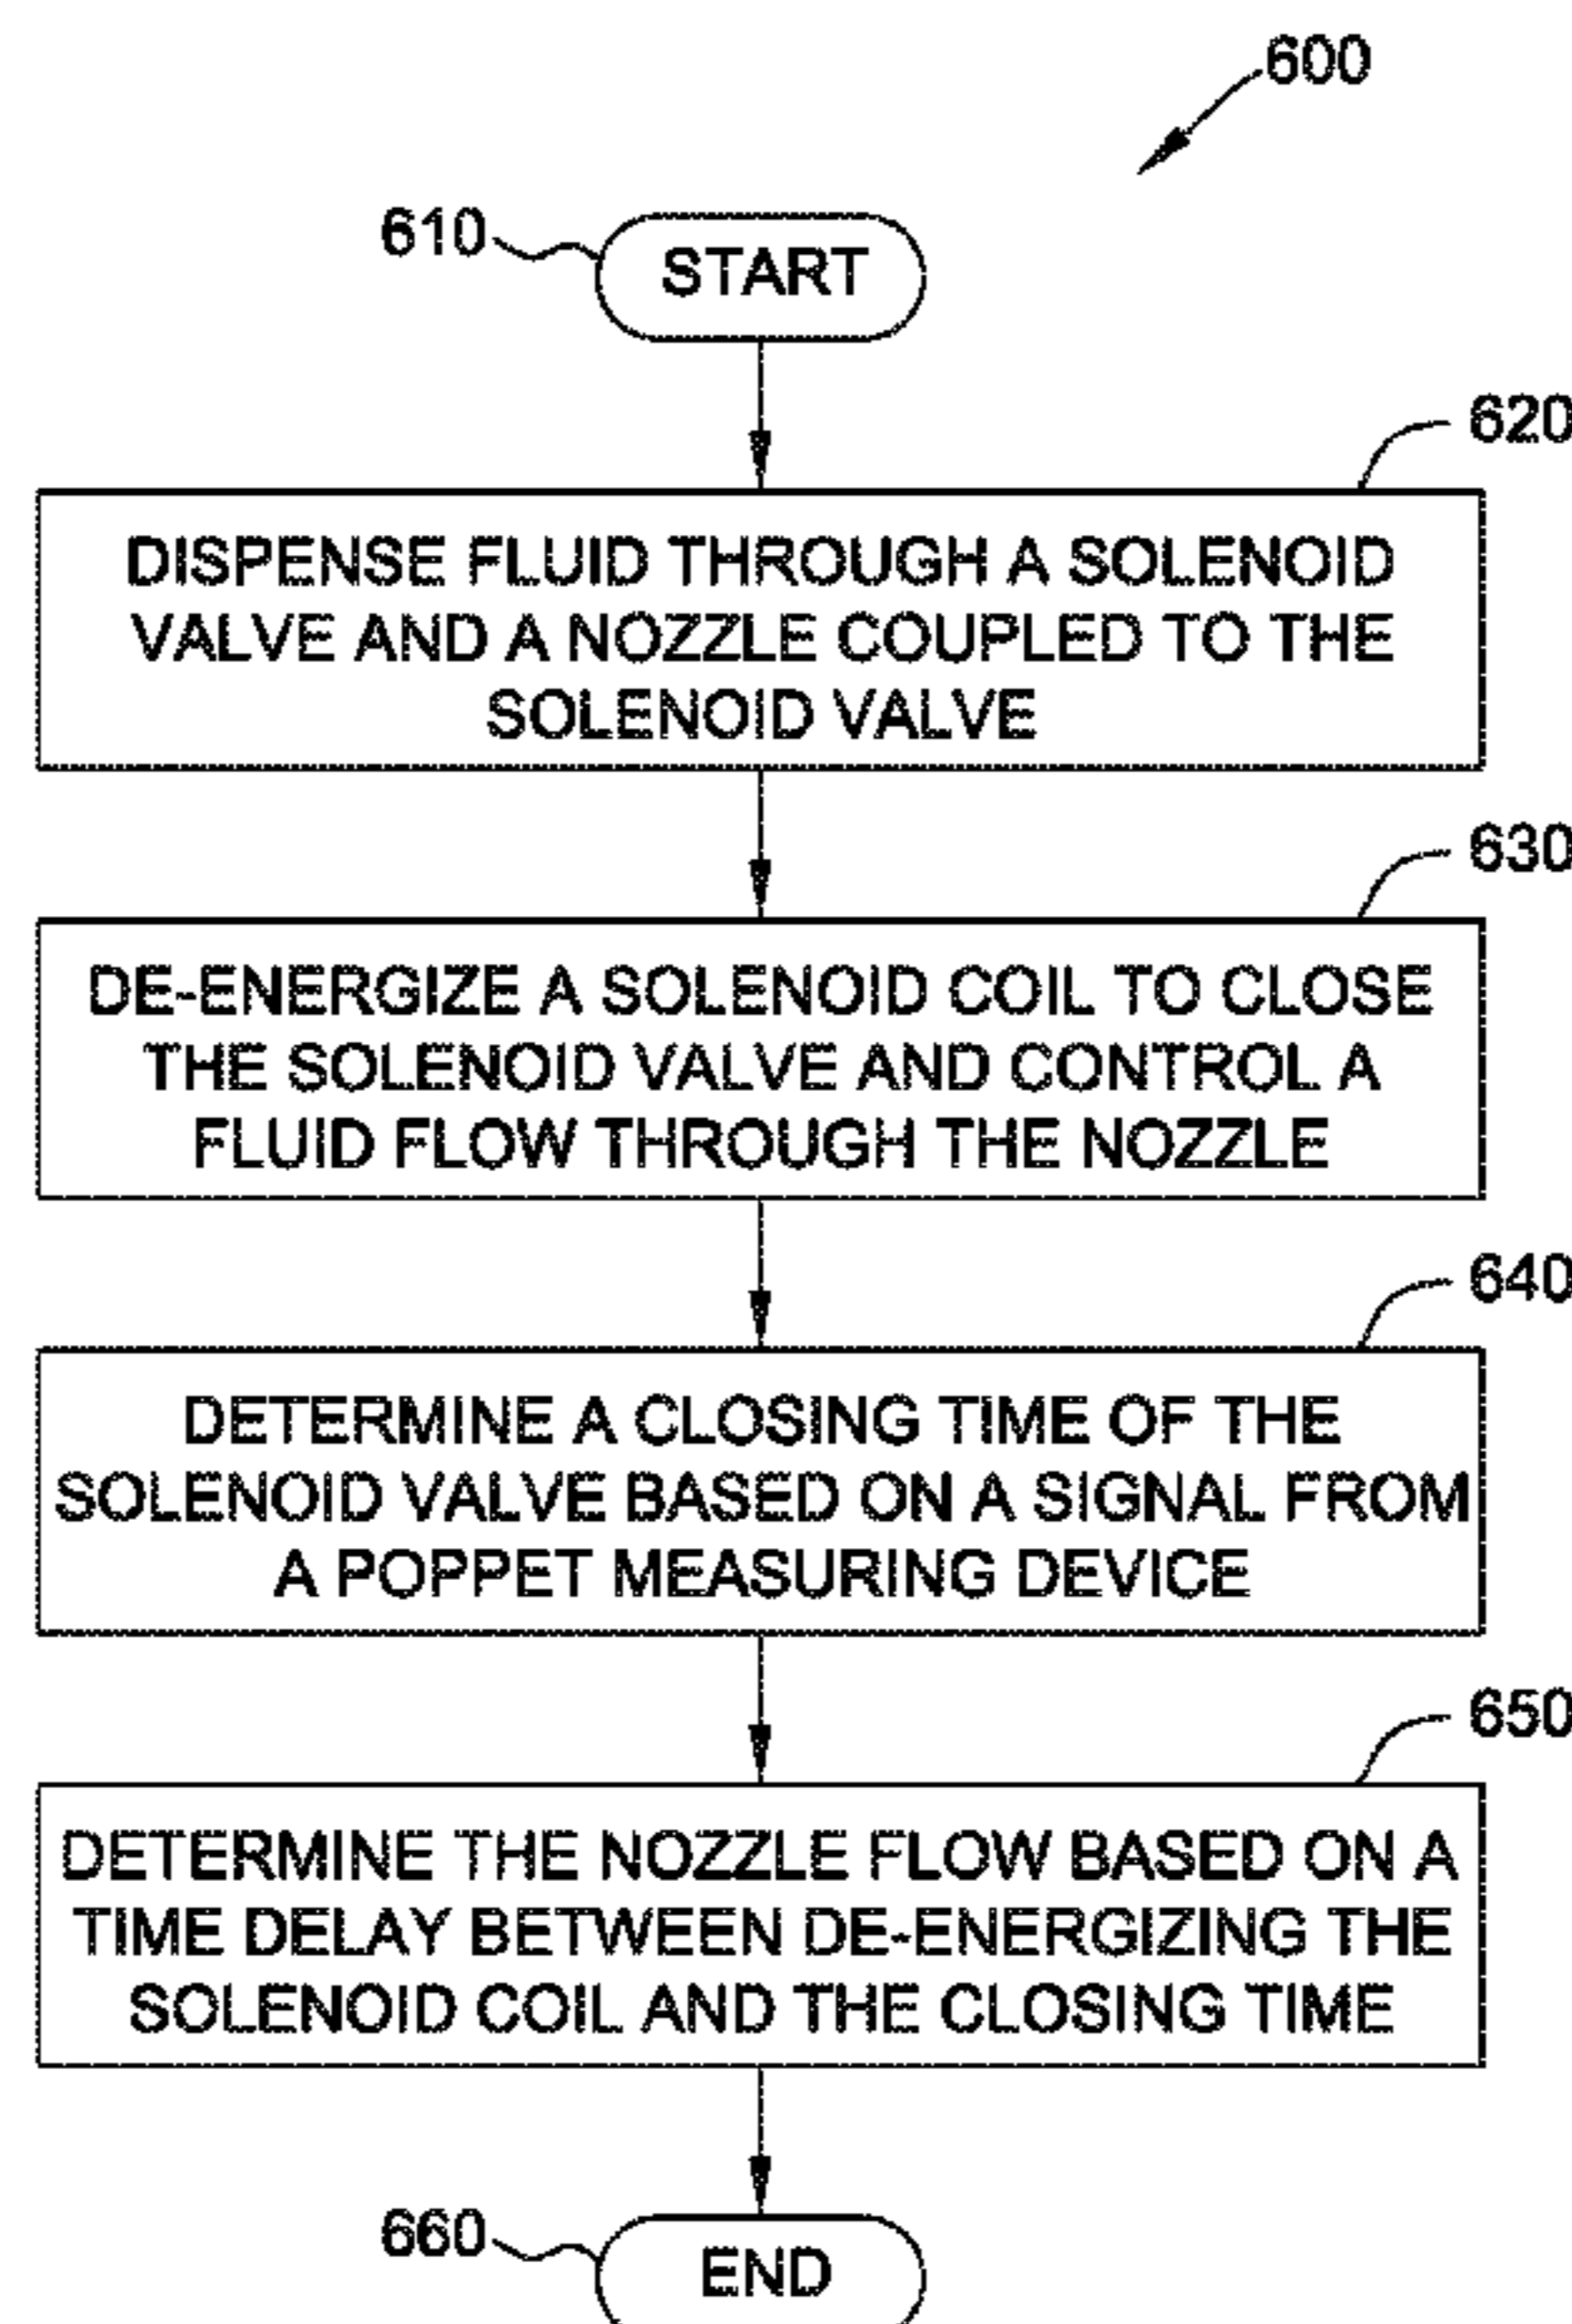 600
610
START
620
DISPENSE FLUID THROUGH A SOLENOID
VALVE AND A NOZZLE COUPLED TO THE
SOLENOID VALVE
630
DE-ENERGIZE A SOLENOID COIL TO CLOSE
THE SOLENOID VALVE AND CONTROL A
FLUID FLOW THROUGH THE NOZZLE
640
DETERMINE A CLOSING TIME OF THE
SOLENOID VALVE BASED ON A SIGNAL FROM
A POPPET MEASURING DEVICE
650
DETERMINE THE NOZZLE FLOW BASED ON A
TIME DELAY BETWEEN DE-ENERGIZING THE
SOLENOID COIL AND THE CLOSING TIME
660
END